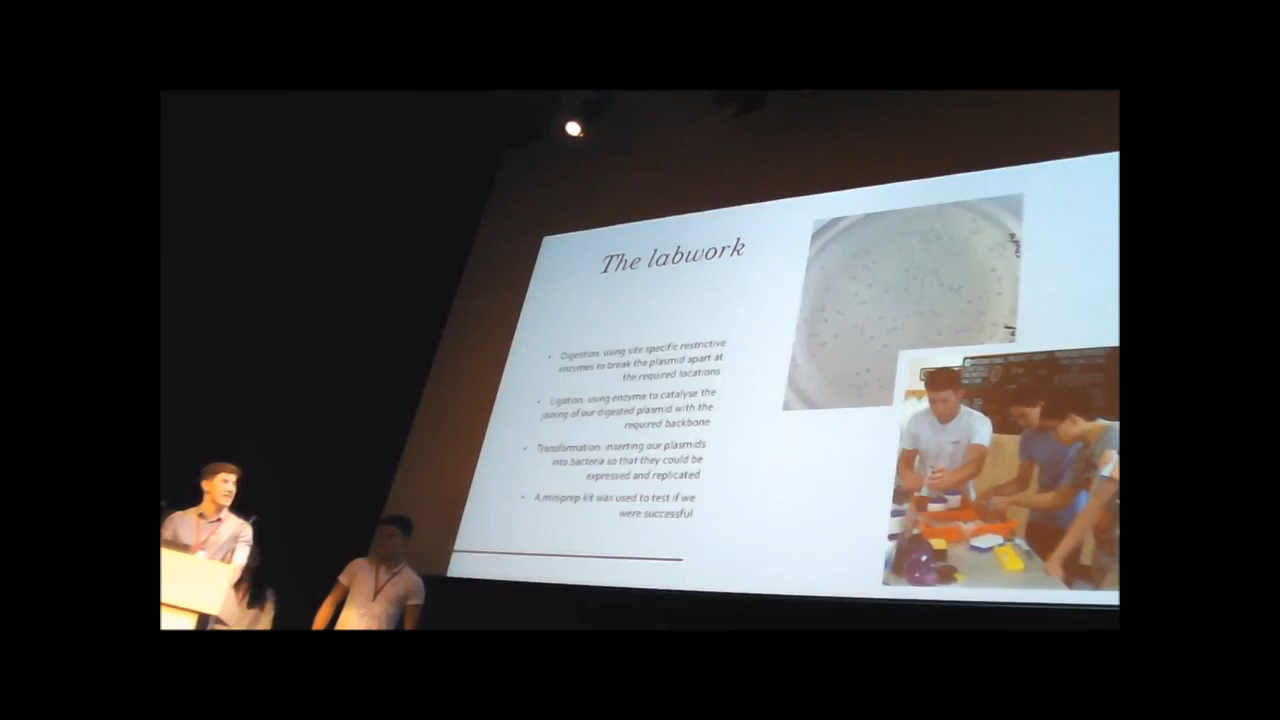 The labwork
• Digestion: using site specific restrictive
enzymes to break the plasmid apart at
the required locations
• Ligation: using enzyme to catalyse the
joining of our digested plasmid with the
required backbone
• Transformation: inserting our plasmids
into bacteria so that they could be
expressed and replicated
• A miniprep kit was used to test if we
were successful